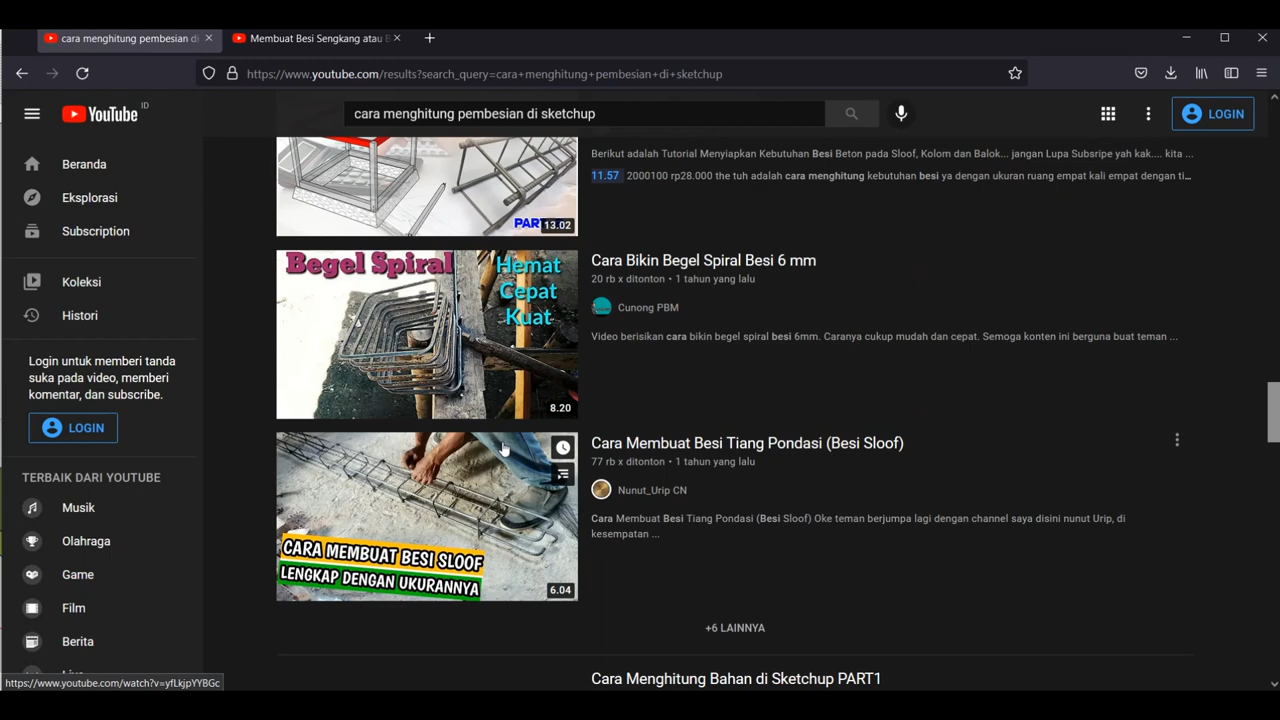 cara menghitung pembesian di
Membuat Besi Sengkang atau B
https://www.youtube.com/results?search_query=cara+menghitung+pembesian+di+sketchup
YouTube
ID
cara menghitung pembesian di sketchup
LOGIN
Beranda
Eksplorasi
Subscription
Koleksi
Histori
Login untuk memberi tanda
suka pada video, memberi
komentar, dan subscribe.
LOGIN
TERBAIK DARI YOUTUBE
Musik
Olahraga
Game
Film
Berita
PART
13.02
Berikut adalah Tutorial Menyiapkan Kebutuhan Besi Beton pada Sloof, Kolom dan Balok... jangan Lupa Subsripe yah kak.... kita ...
11.57 2000100 rp28.000 the tuh adalah cara menghitung kebutuhan besi ya dengan ukuran ruang empat kali empat dengan ti...
Begel Spiral
Hemat
Cepat
Kuat
8.20
Cara Bikin Begel Spiral Besi 6 mm
20 rb x ditonton • 1 tahun yang lalu
Cunong PBM
Video berisikan cara bikin begel spiral besi 6mm. Caranya cukup mudah dan cepat. Semoga konten ini berguna buat teman ...
CARA MEMBUAT BESI SLOOF
LENGKAP DENGAN UKURANNYA
6.04
Cara Membuat Besi Tiang Pondasi (Besi Sloof)
77 rb x ditonton • 1 tahun yang lalu
Nunut_Urip CN
Cara Membuat Besi Tiang Pondasi (Besi Sloof) Oke teman berjumpa lagi dengan channel saya disini nunut Urip, di
kesempatan ...
+6 LAINNYA
Cara Menghitung Bahan di Sketchup PART1
https://www.youtube.com/watch?v=yfLkjpYYBGc